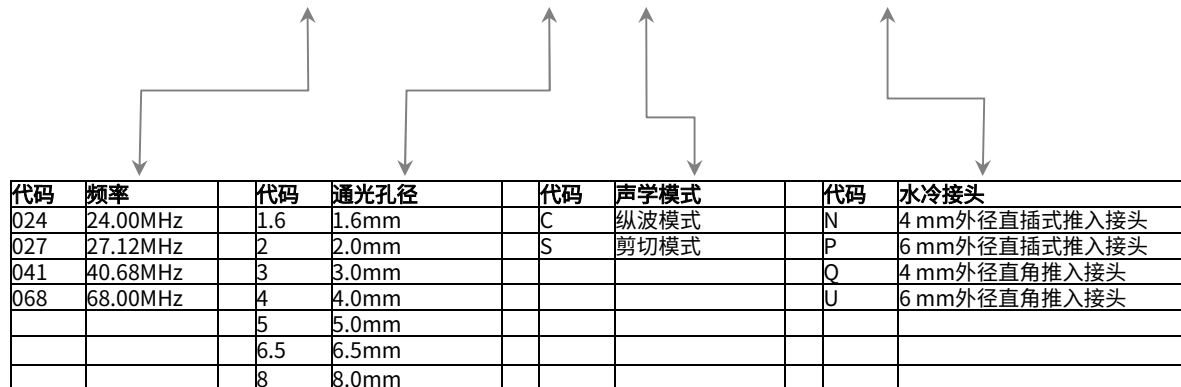 代码 频率 代码 通光孔径 代码 声学模式 代码 水冷接头
024 24.00MHz 1.6 1.6mm C 纵波模式 N 4 mm外径直插式推入接头
027 27.12MHz 2 2.0mm S 剪切模式 P 6 mm外径直插式推入接头
041 40.68MHz 3 3.0mm Q 4 mm外径直角推入接头
068 68.00MHz 4 4.0mm U 6 mm外径直角推入接头
5 5.0mm
6.5 6.5mm
8 8.0mm